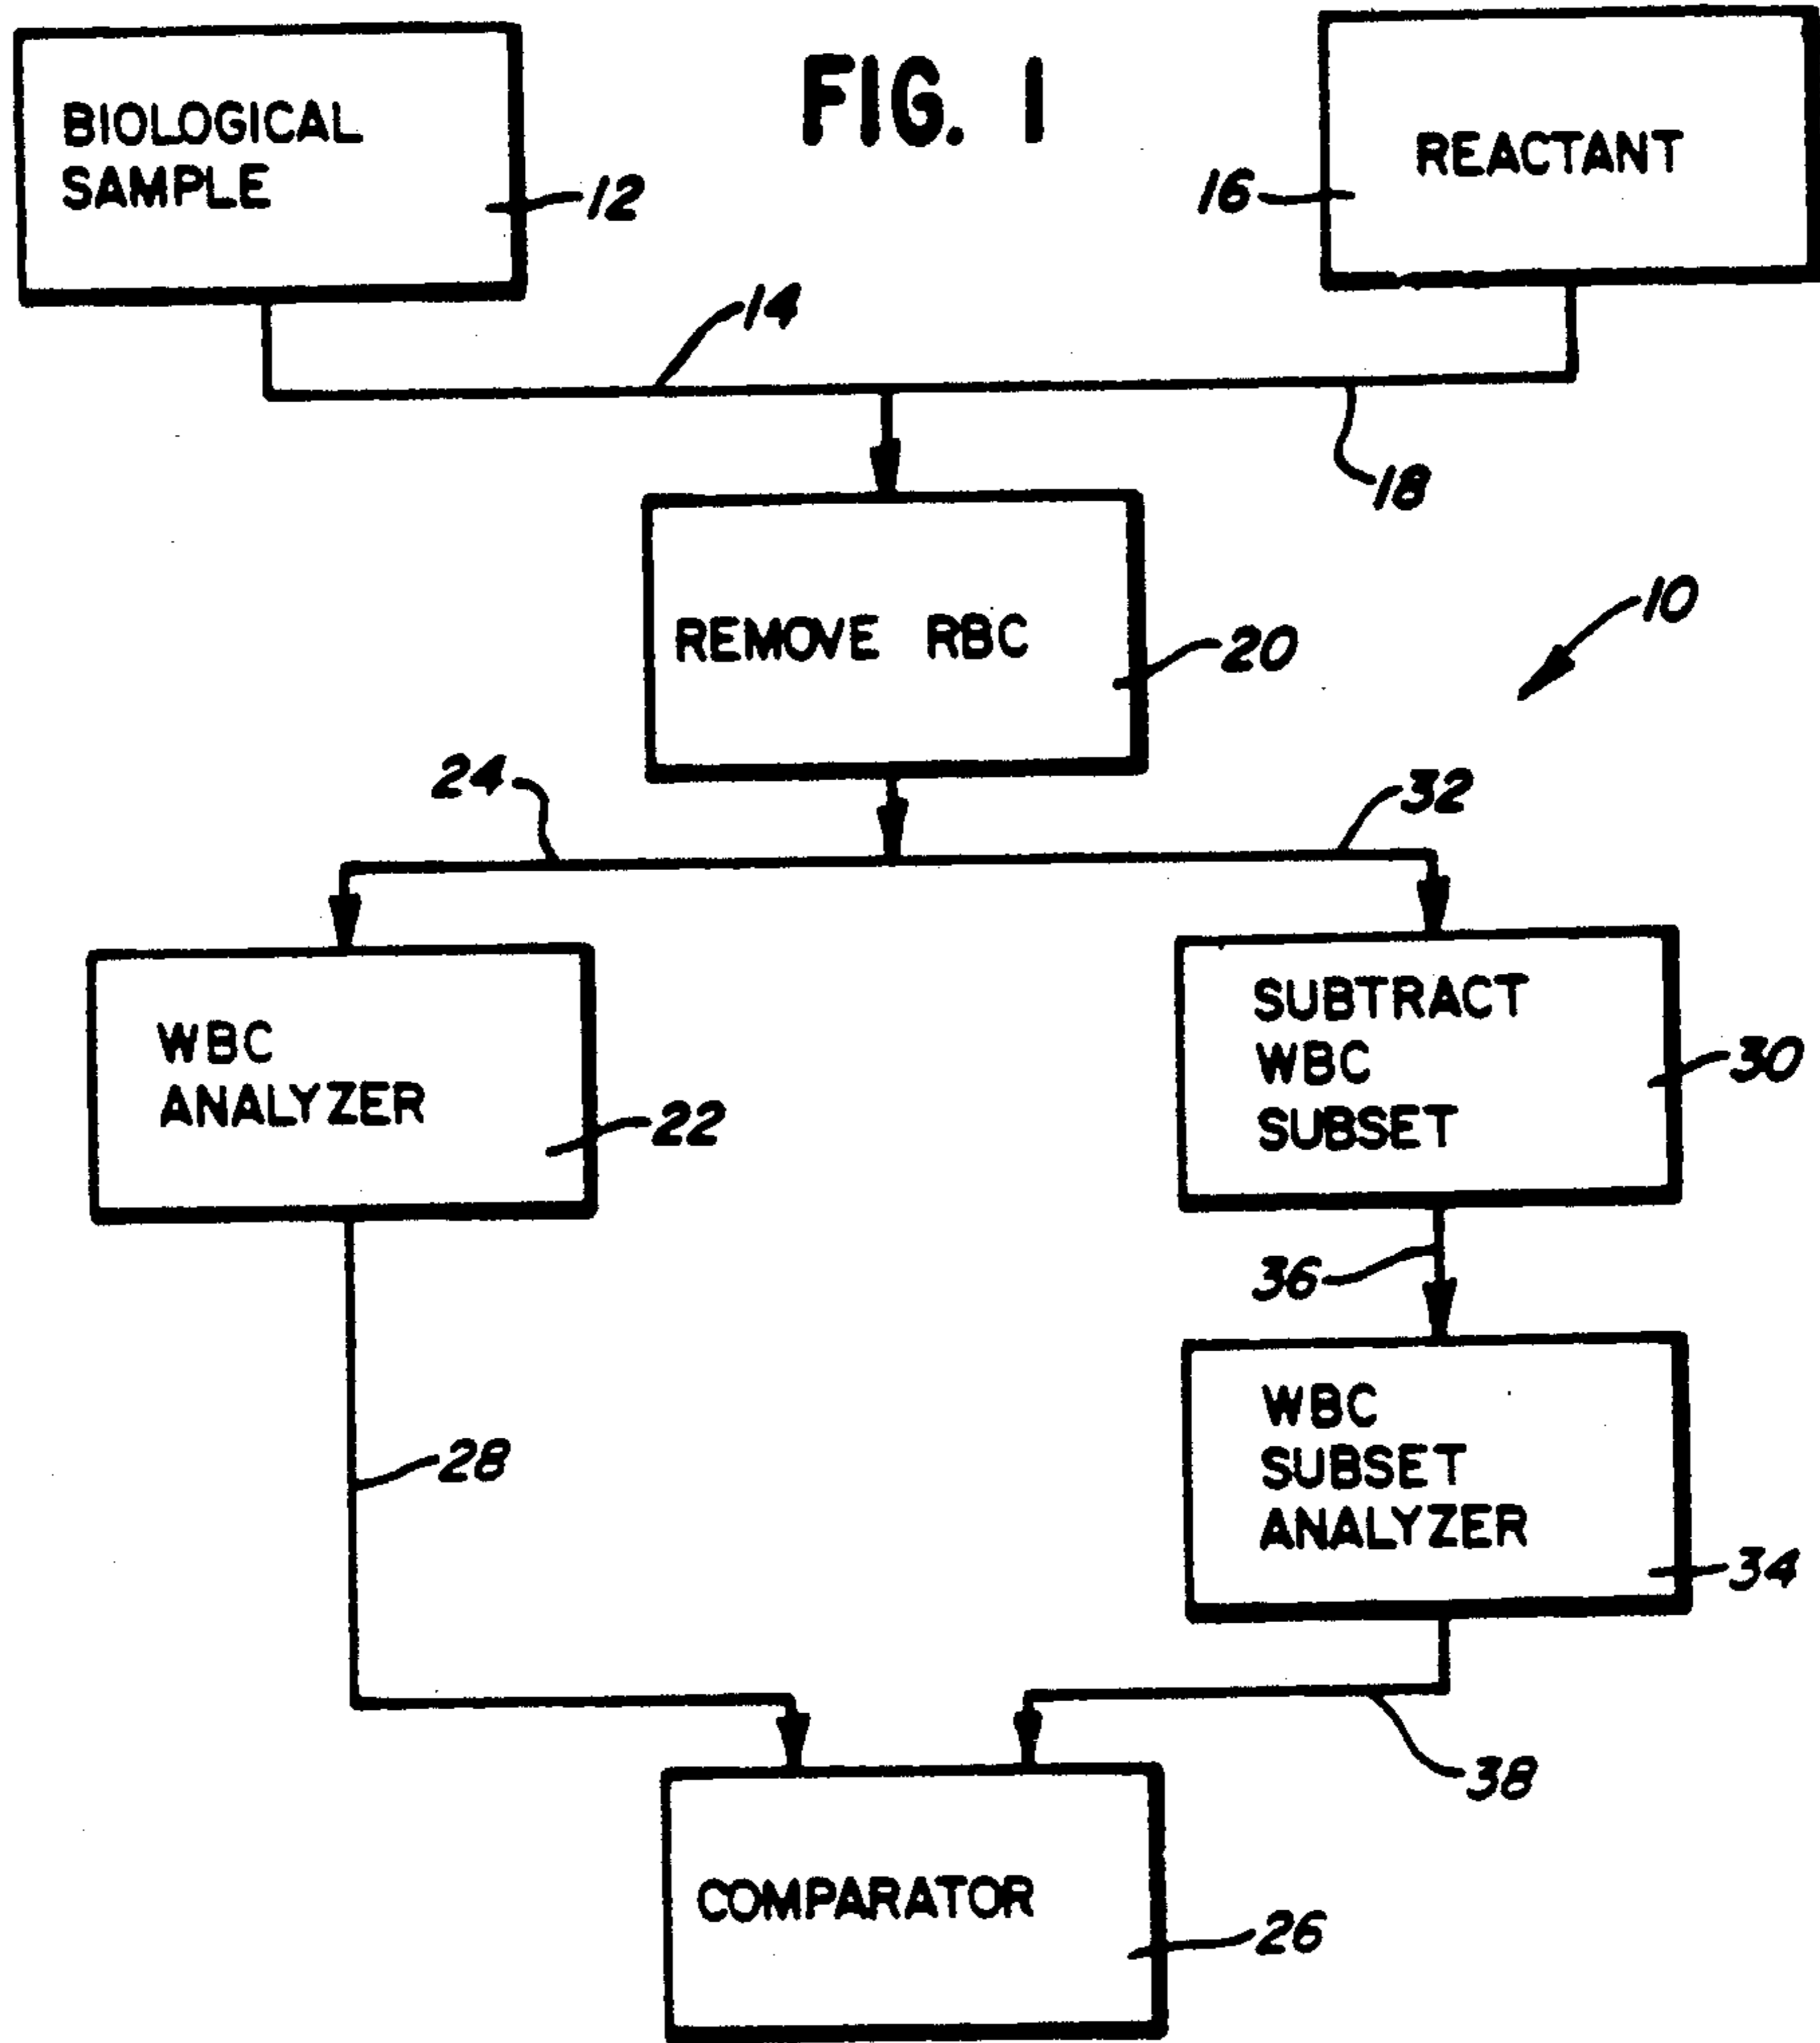 FIG. 1
BIOLOGICAL
SAMPLE
12
REACTANT
16
14
18
REMOVE RBC
20
10
24
32
WBC
ANALYZER
22
SUBTRACT
WBC
SUBSET
30
36
WBC
SUBSET
ANALYZER
34
28
38
COMPARATOR
26